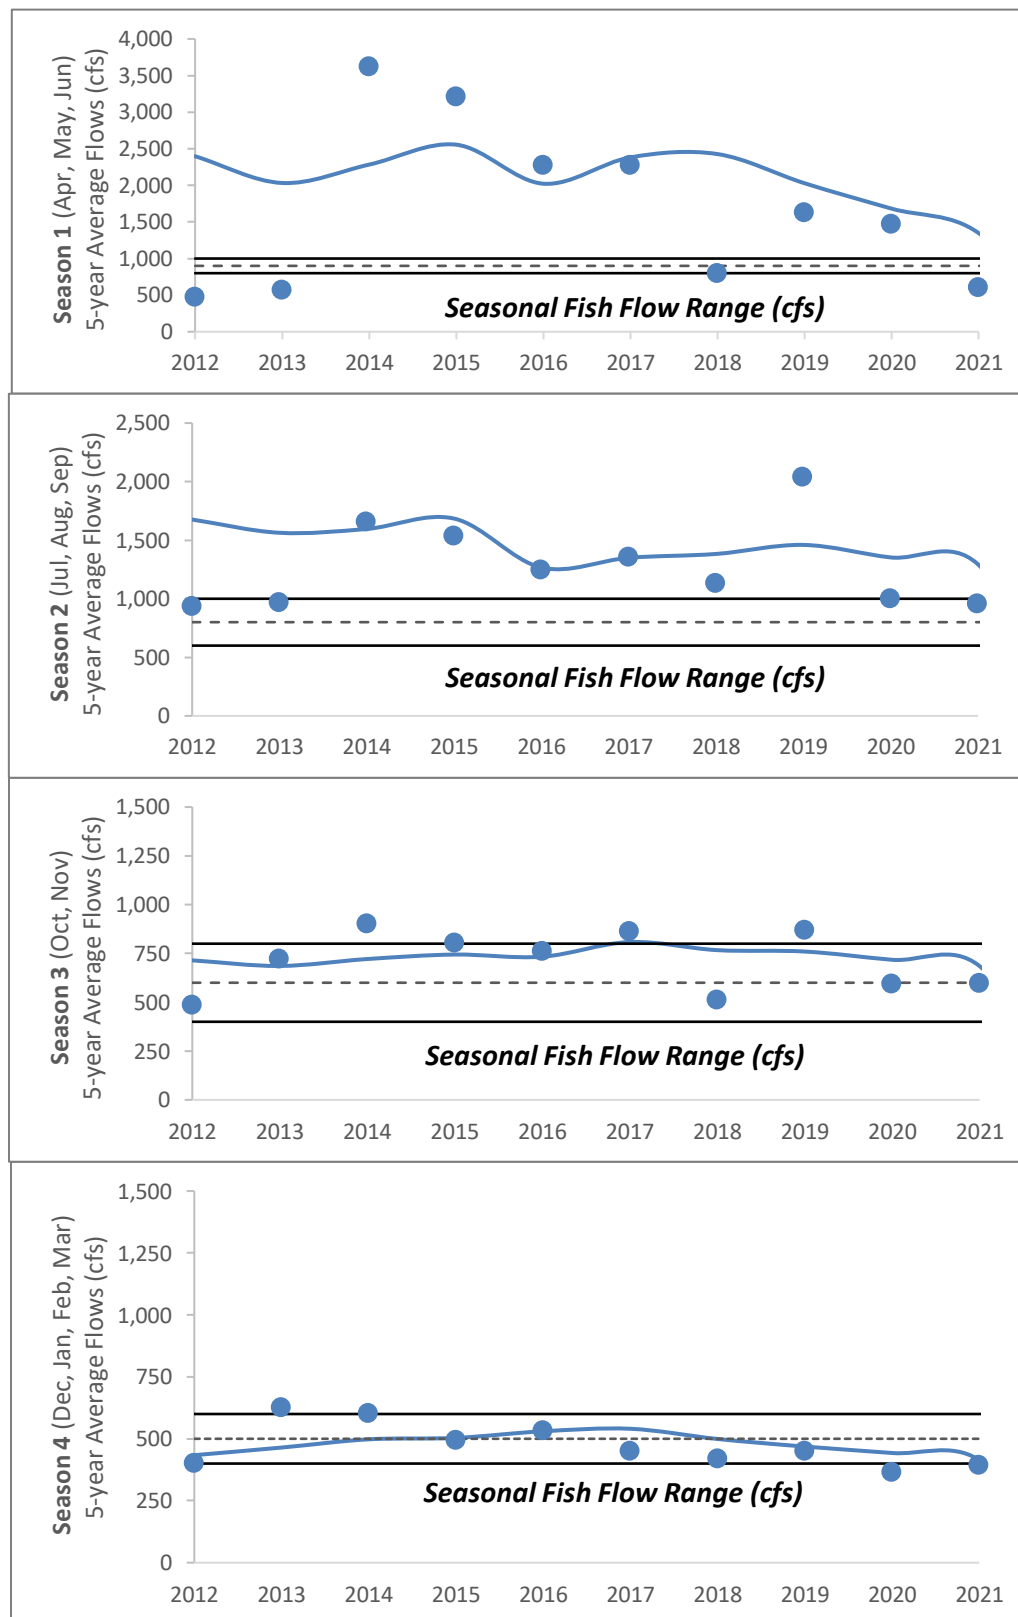 Season 1 (Apr, May, Jun)
5-year Average Flows (cfs)
4,000
3,500
3,000
2,500
2,000
1,500
1,000
500
0
Seasonal Fish Flow Range (cfs)
2012 2013 2014 2015 2016 2017 2018 2019 2020 2021
Season 2 (Jul, Aug, Sep)
5-year Average Flows (cfs)
2,500
2,000
1,500
1,000
500
0
Seasonal Fish Flow Range (cfs)
2012 2013 2014 2015 2016 2017 2018 2019 2020 2021
Season 3 (Oct, Nov)
5-year Average Flows (cfs)
1,500
1,250
1,000
750
500
250
0
Seasonal Fish Flow Range (cfs)
2012 2013 2014 2015 2016 2017 2018 2019 2020 2021
Season 4 (Dec, Jan, Feb, Mar)
5-year Average Flows (cfs)
1,500
1,250
1,000
750
500
250
0
Seasonal Fish Flow Range (cfs)
2012 2013 2014 2015 2016 2017 2018 2019 2020 2021